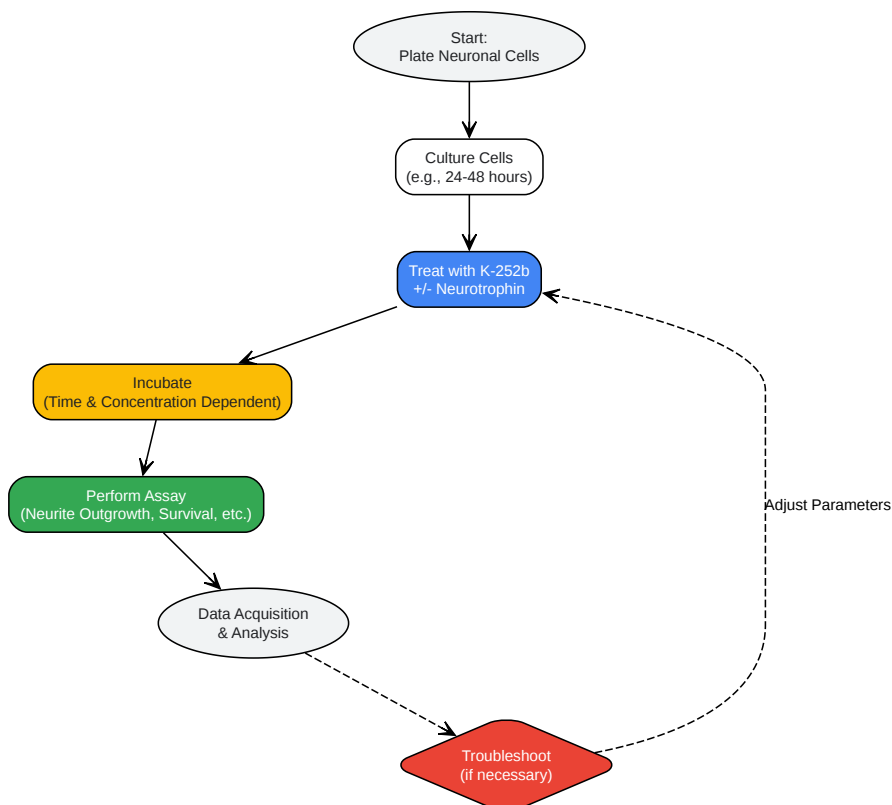 Start:
Plate Neuronal Cells
Culture Cells
(e.g., 24-48 hours)
Treat with K-252b
+/- Neurotrophin
Incubate
(Time & Concentration Dependent)
Perform Assay
(Neurite Outgrowth, Survival, etc.)
Adjust Parameters
Data Acquisition
& Analysis
Troubleshoot
(if necessary)